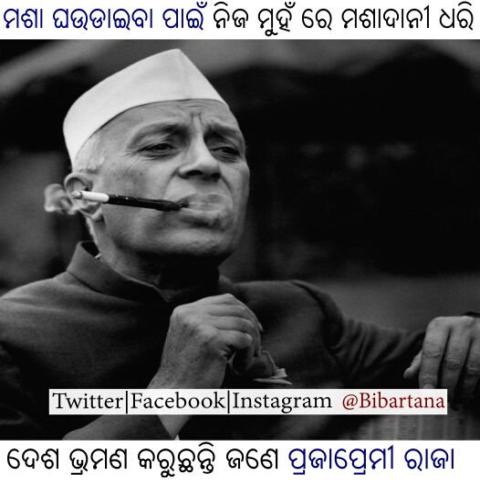 ମଶା ଘଉଡାଇବା ପାଇଁ ନିଜ ମୁହଁ ରେ ମଶାଦାନୀ ଧରି
Twitter|Facebook|Instagram @Bibartana
ଦେଶ ଭ୍ରମଣ କରୁଛନ୍ତି ଜଣେ ପ୍ରଜାପ୍ରେମୀ ରାଜା